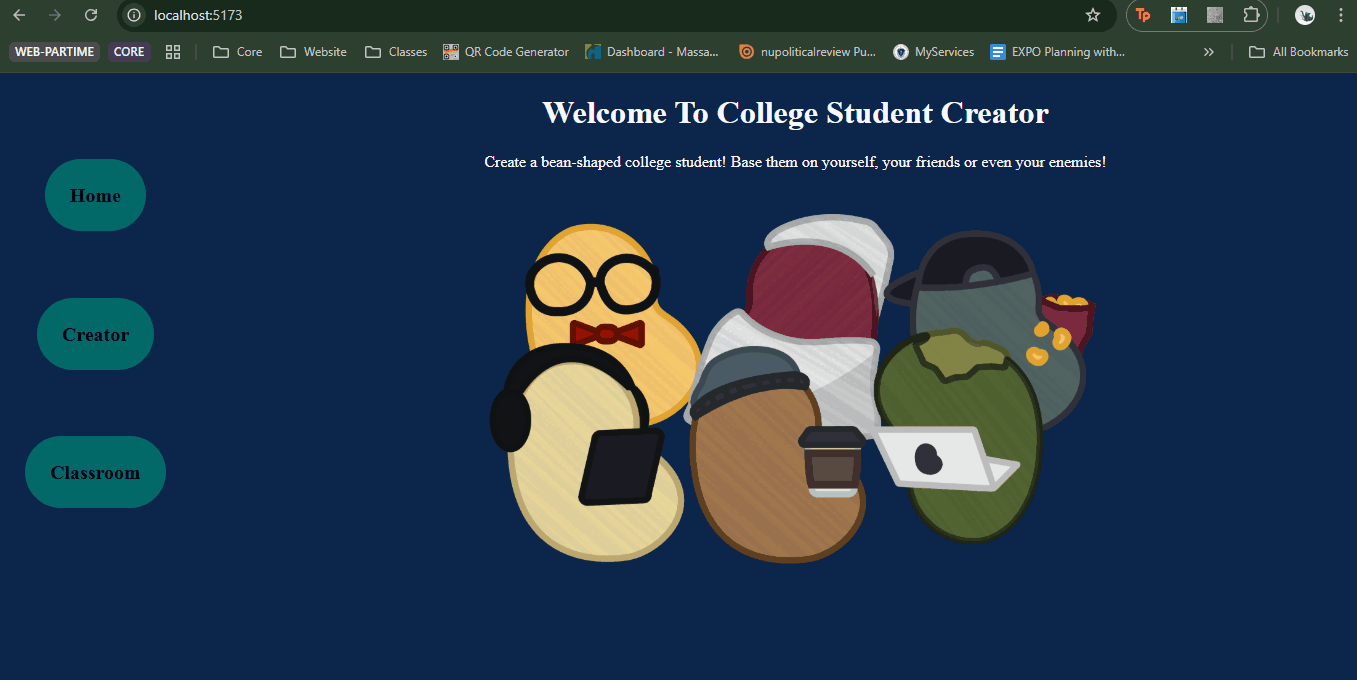 localhost:5173
Tp
WEB-PARTIME CORE Core Website Classes QR Code Generator Dashboard - Massa... nupoliticalreview Pu... MyServices EXPO Planning with... » All Bookmarks
Welcome To College Student Creator
Create a bean-shaped college student! Base them on yourself, your friends or even your enemies!
Home
Creator
Classroom